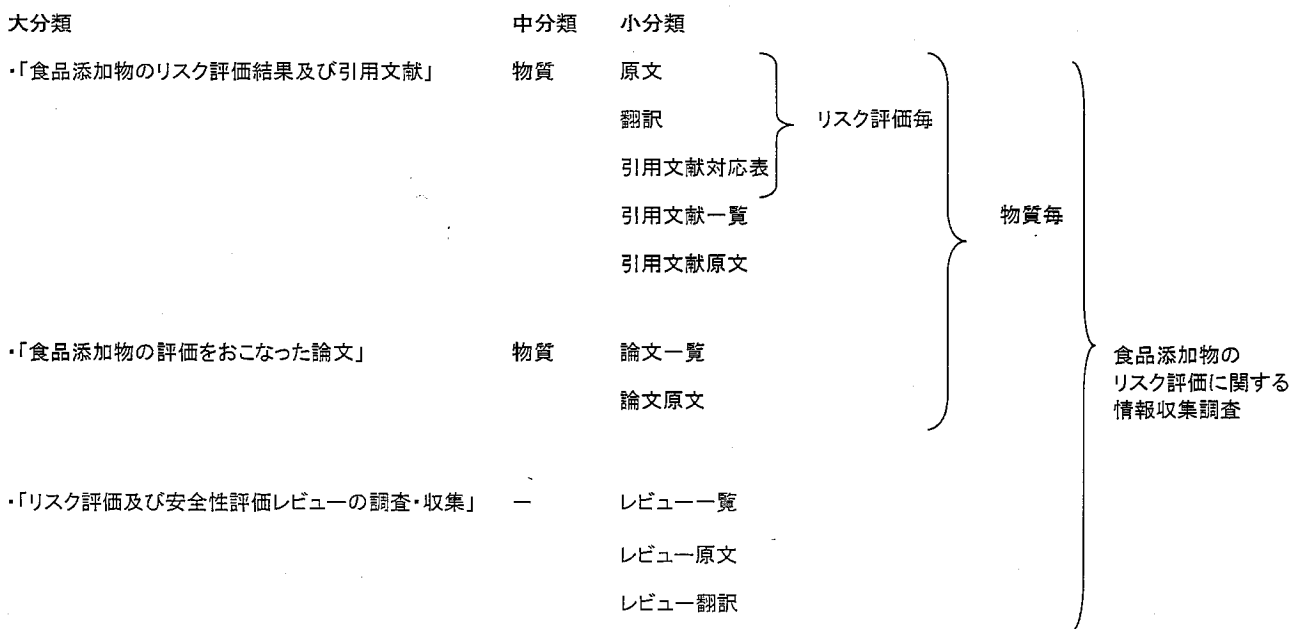 大分類 中分類 小分類
・「食品添加物のリスク評価結果及び引用文献」 物質 原文
翻訳 リスク評価毎
引用文献対応表
引用文献一覧 物質毎
引用文献原文
・「食品添加物の評価をおこなった論文」 物質 論文一覧 食品添加物の
リスク評価に関する
論文原文 情報収集調査
・「リスク評価及び安全性評価レビューの調査・収集」 － レビュー一覧
レビュー原文
レビュー翻訳